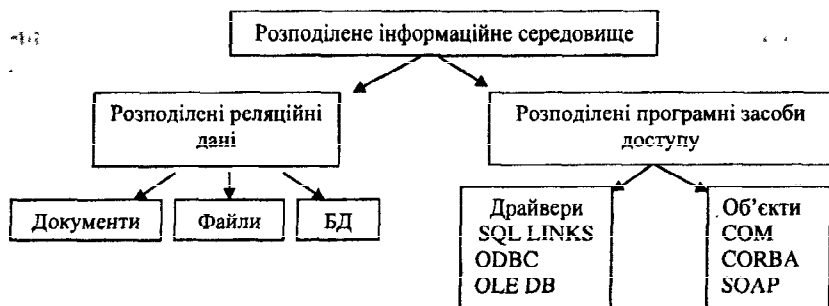 Розподілене інформаційне середовище
Розподілені реляційні
дані
Розподілені програмні засоби
доступу
Документи
Файли
БД
Драйвери
SQL LINKS
ODBC
OLE DB
Об’єкти
COM
CORBA
SOAP